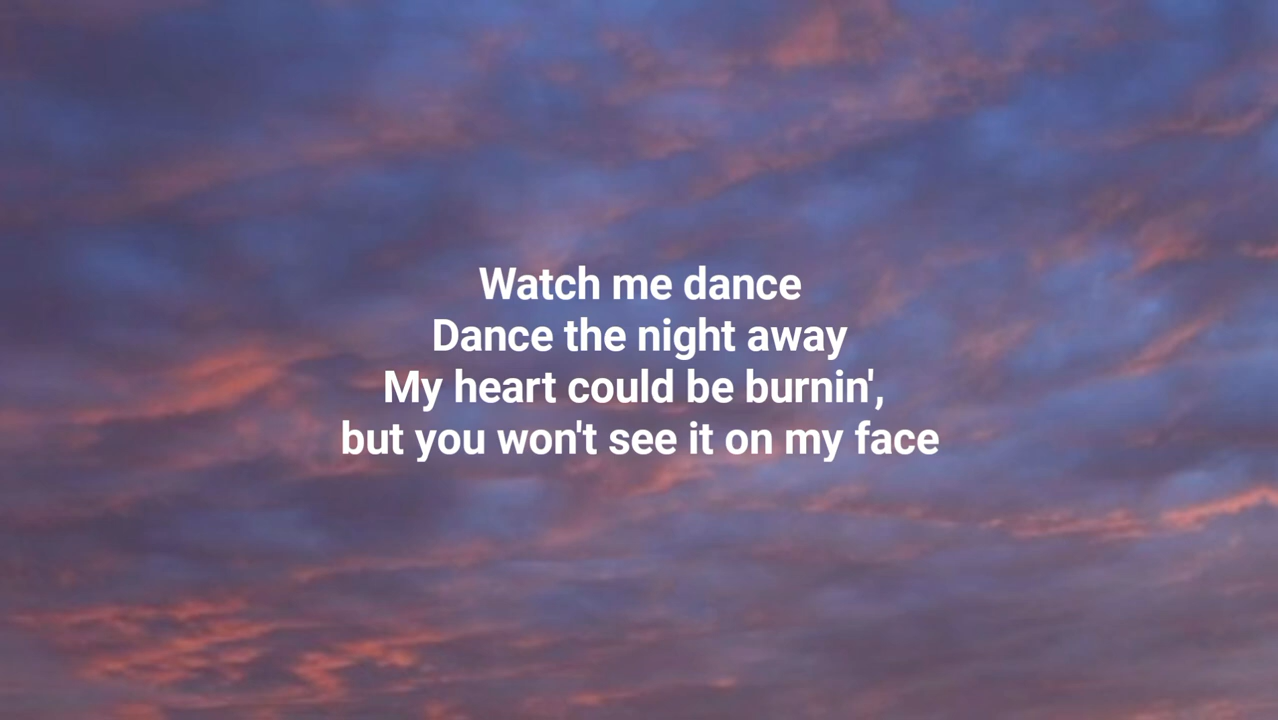 Watch me dance
Dance the night away
My heart could be burnin',
but you won't see it on my face